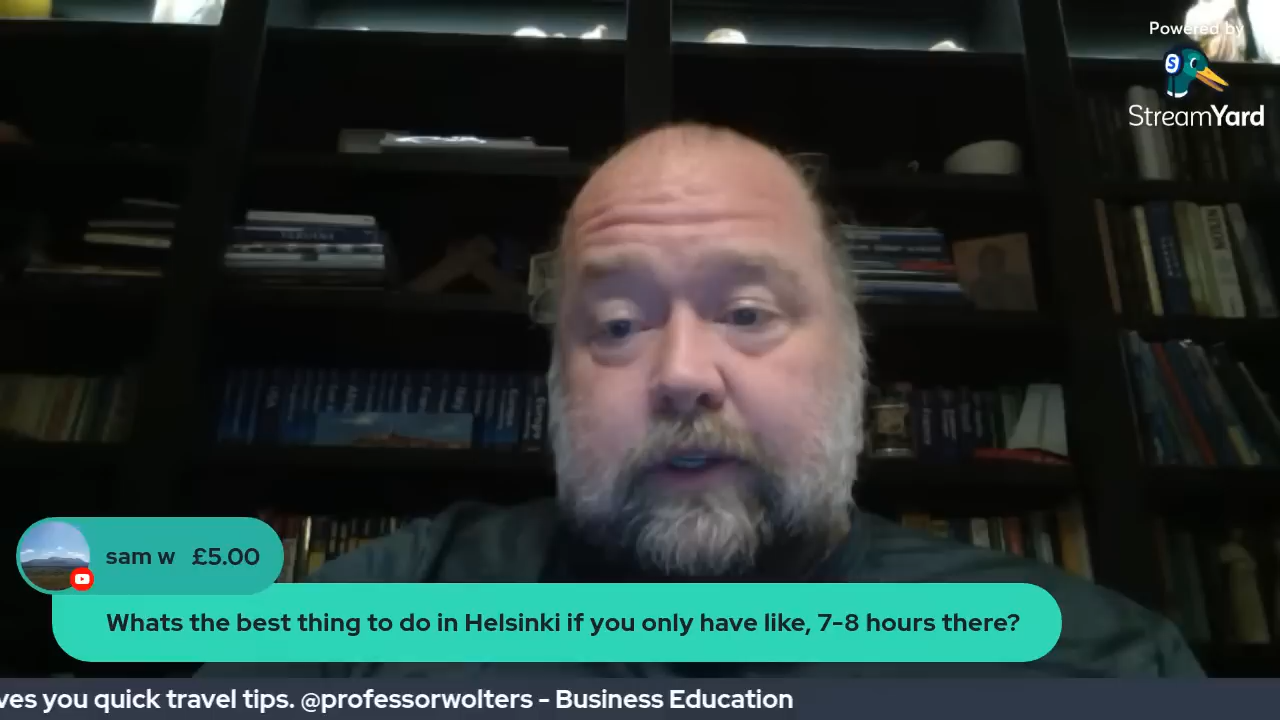 Powered by
StreamYard
sam w £5.00
Whats the best thing to do in Helsinki if you only have like, 7-8 hours there?
ves you quick travel tips. @professorwolters - Business Education